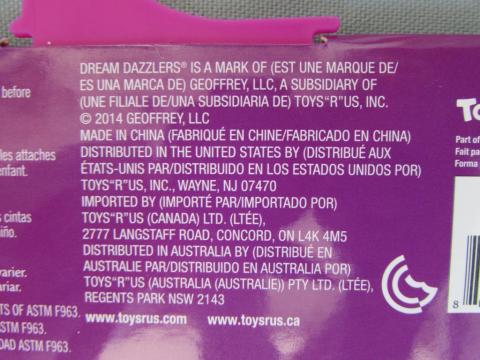 before
DREAM DAZZLERS® IS A MARK OF (EST UNE MARQUE DE/
ES UNA MARCA DE) GEOFFREY, LLC, A SUBSIDIARY OF
(UNE FILIALE DE/UNA SUBSIDIARIA DE) TOYS"R"US, INC.
© 2014 GEOFFREY, LLC
MADE IN CHINA (FABRIQUÉ EN CHINE/FABRICADO EN CHINA)
DISTRIBUTED IN THE UNITED STATES BY (DISTRIBUÉ AUX
ÉTATS-UNIS PAR/DISTRIBUIDO EN LOS ESTADOS UNIDOS POR)
TOYS"R"US, INC., WAYNE, NJ 07470
IMPORTED BY (IMPORTÉ PAR/IMPORTADO POR)
TOYS"R"US (CANADA) LTD. (LTÉE),
2777 LANGSTAFF ROAD, CONCORD, ON L4K 4M5
DISTRIBUTED IN AUSTRALIA BY (DISTRIBUÉ EN
AUSTRALIE PAR/DISTRIBUIDO EN AUSTRALIA POR)
TOYS"R"US (AUSTRALIA (AUSTRALIE)) PTY LTD. (LTÉE),
REGENTS PARK NSW 2143
www.toysrus.com www.toysrus.ca
les attaches
enfant.
cintas
niño.
varier.
variar.
TS OF ASTM F963.
ASTM F963.
DAD ASTM F963.
To
Part of
Fait pa
Forma
8